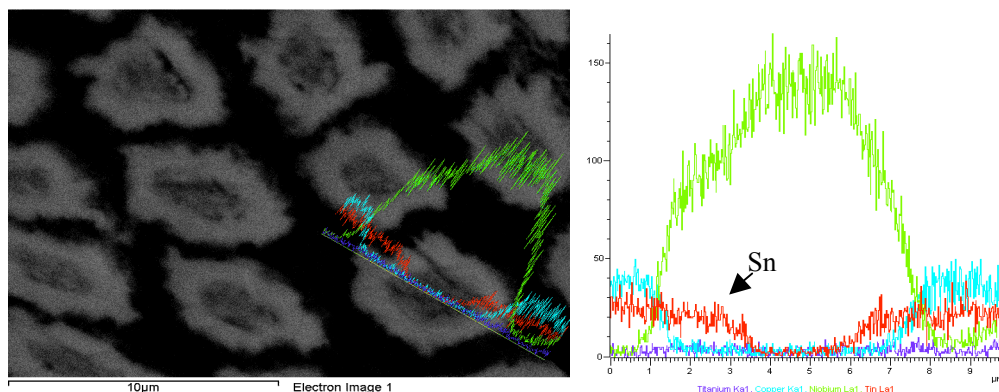 10µm
Electron Image 1
150
100
50
0
Sn
0 1 2 3 4 5 6 7 8 9
Titanium Ka1, Copper Ka1, Niobium La1, Tin La1